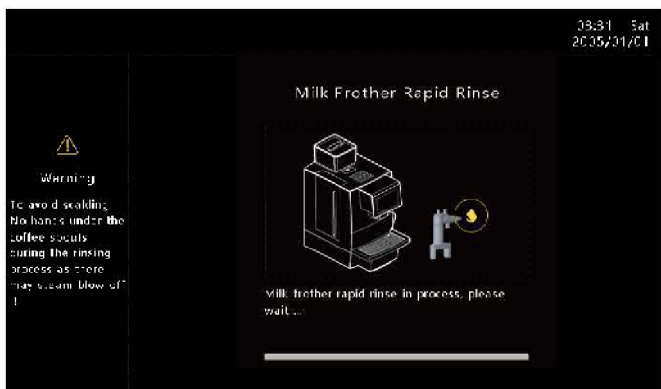 03:31 Sat
2005/01/01
Milk Frother Rapid Rinse
Warning
To avoid scalding
No hands under the
coffee spouts
during the rinsing
process as there
may steam blow off
!
Milk frother rapid rinse in process, please
wait ...